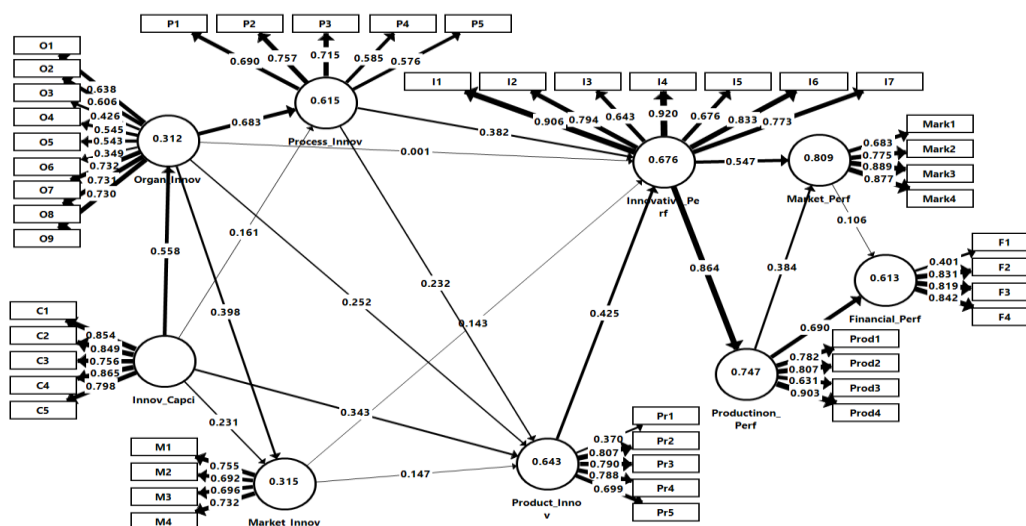 P1
P2
P3
P4
P5
0.690
0.757
0.715
0.585
0.576
0.615
Process_Innov
O1
O2
O3
O4
O5
O6
O7
O8
O9
0.638
0.606
0.426
0.545
0.543
0.349
0.732
0.731
0.730
0.312
Organ_Innov
0.683
0.382
0.001
I1
I2
I3
I4
I5
I6
I7
0.906
0.794
0.643
0.920
0.676
0.833
0.773
0.676
Innovative_Pe
rf
0.547
0.809
Market_Perf
Mark1
Mark2
Mark3
Mark4
0.683
0.775
0.889
0.877
0.106
0.161
0.558
0.398
0.252
0.232
0.143
0.425
0.864
0.384
0.613
Financial_Perf
F1
F2
F3
F4
0.401
0.831
0.819
0.842
0.690
C1
C2
C3
C4
C5
0.854
0.849
0.756
0.865
0.798
Innov_Capci
0.343
0.231
0.747
Productinon_
Perf
Prod1
Prod2
Prod3
Prod4
0.782
0.807
0.631
0.903
M1
M2
M3
M4
0.755
0.692
0.696
0.732
0.315
Market_Innov
0.147
0.643
Product_Inno
v
Pr1
Pr2
Pr3
Pr4
Pr5
0.370
0.807
0.790
0.788
0.699